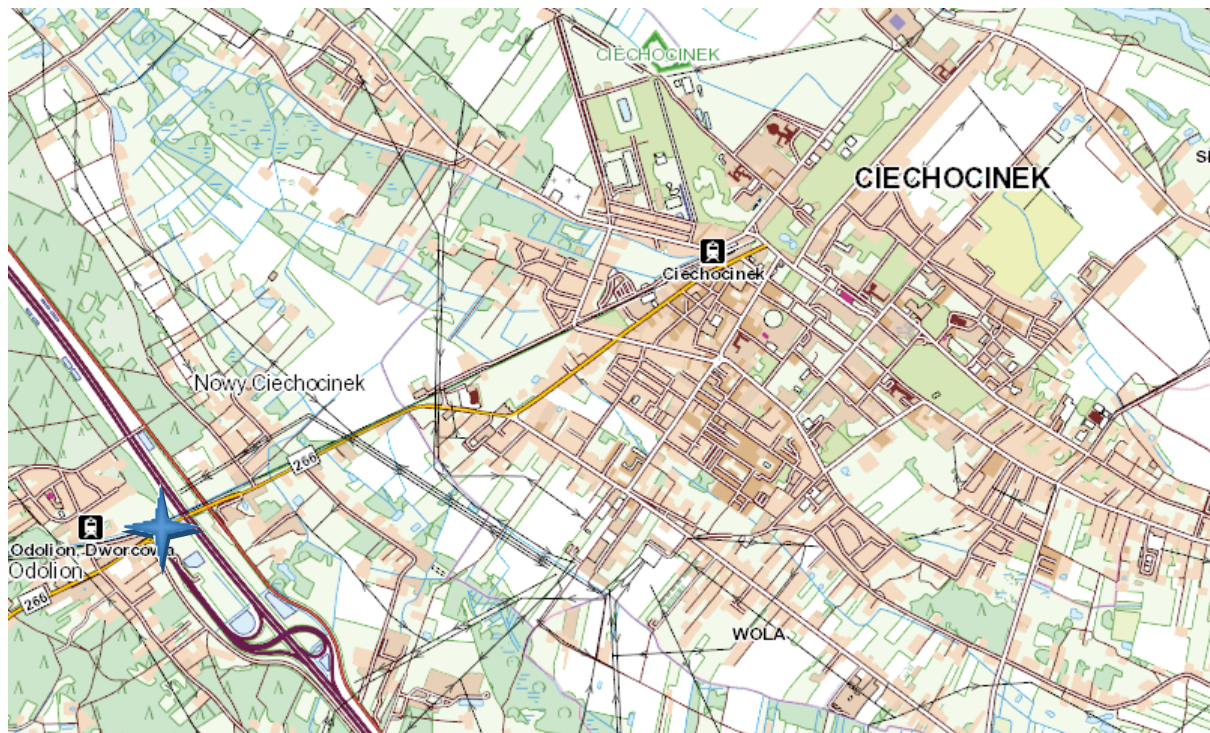 CIECHOCINEK
CIECHOCINEK
Ciechocinek
Nowy Ciechocinek
266
Odolion, Dworcowa
Odolion
266
WOLA